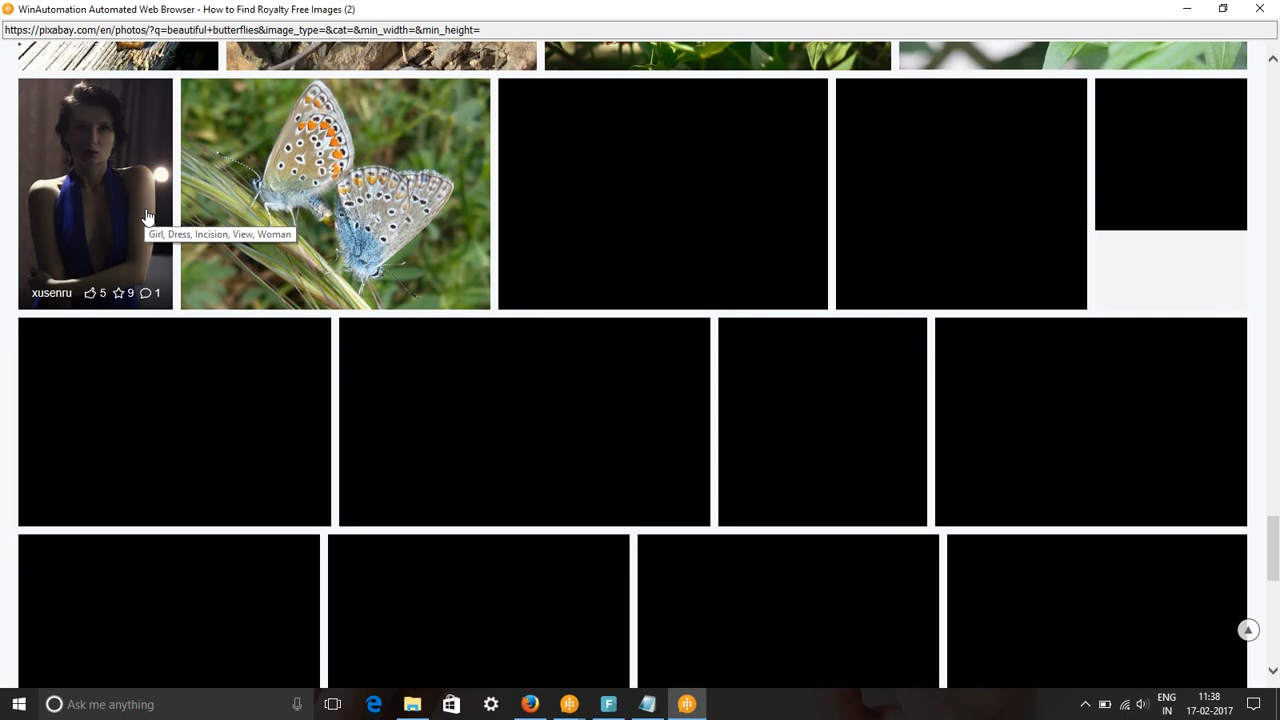 WinAutomation Automated Web Browser - How to Find Royalty Free Images (2)
https://pixabay.com/en/photos/?q=beautiful+butterflies&image_type=&cat=&min_width=&min_height=
Girl, Dress, Incision, View, Woman
xusenru 5 9 1
Ask me anything
ENG
IN
11:38
17-02-2017